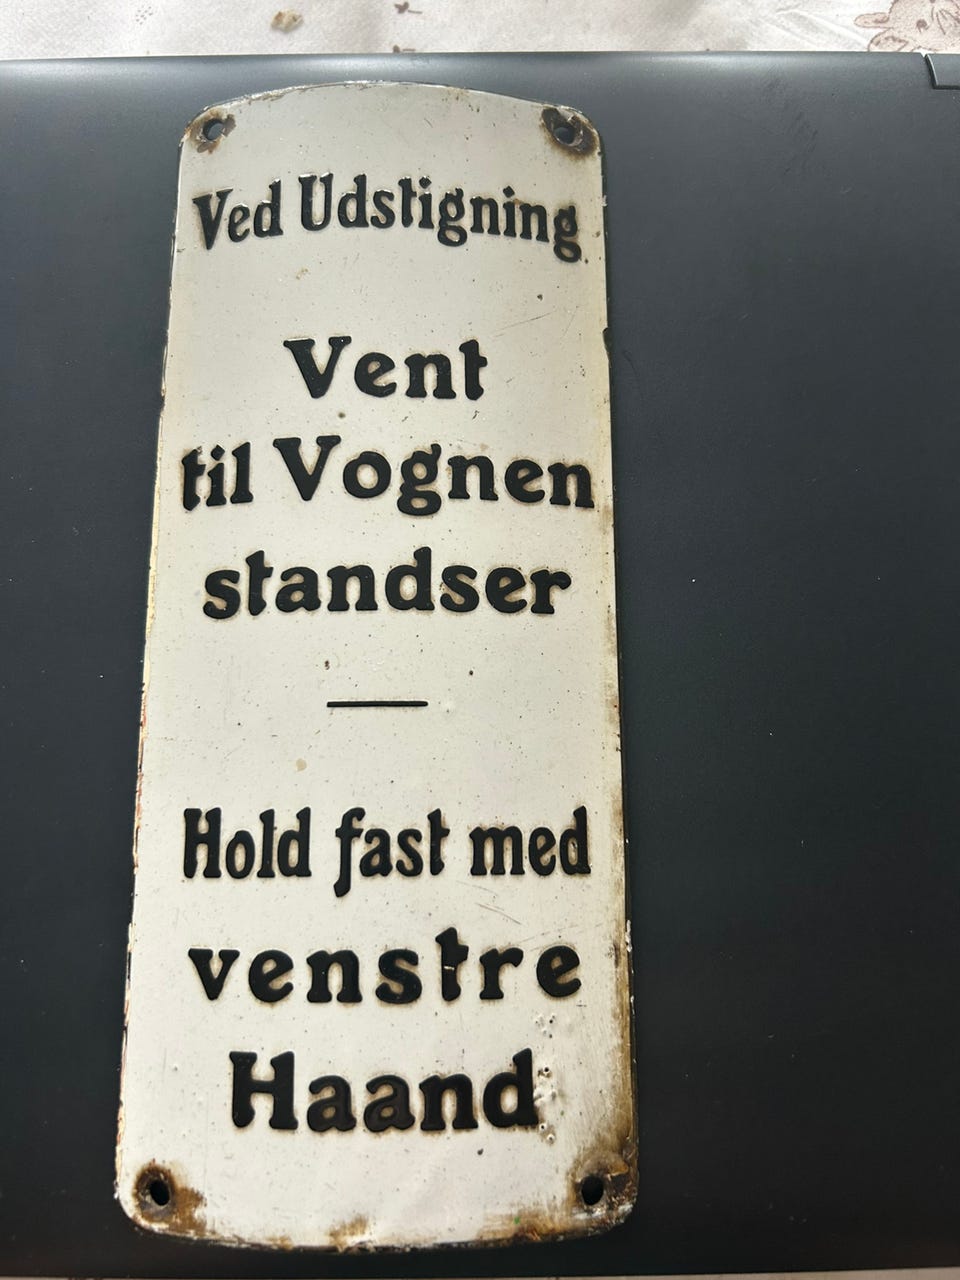 Ved Udstigning
Vent
til Vognen
standser
Hold fast med
venstre
Haand